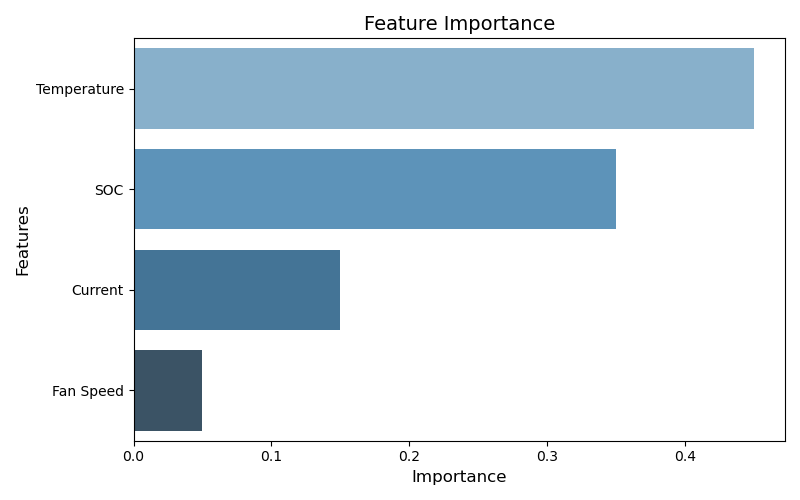 Feature Importance
Temperature
SOC
Current
Fan Speed
Features
0.0 0.1 0.2 0.3 0.4
Importance